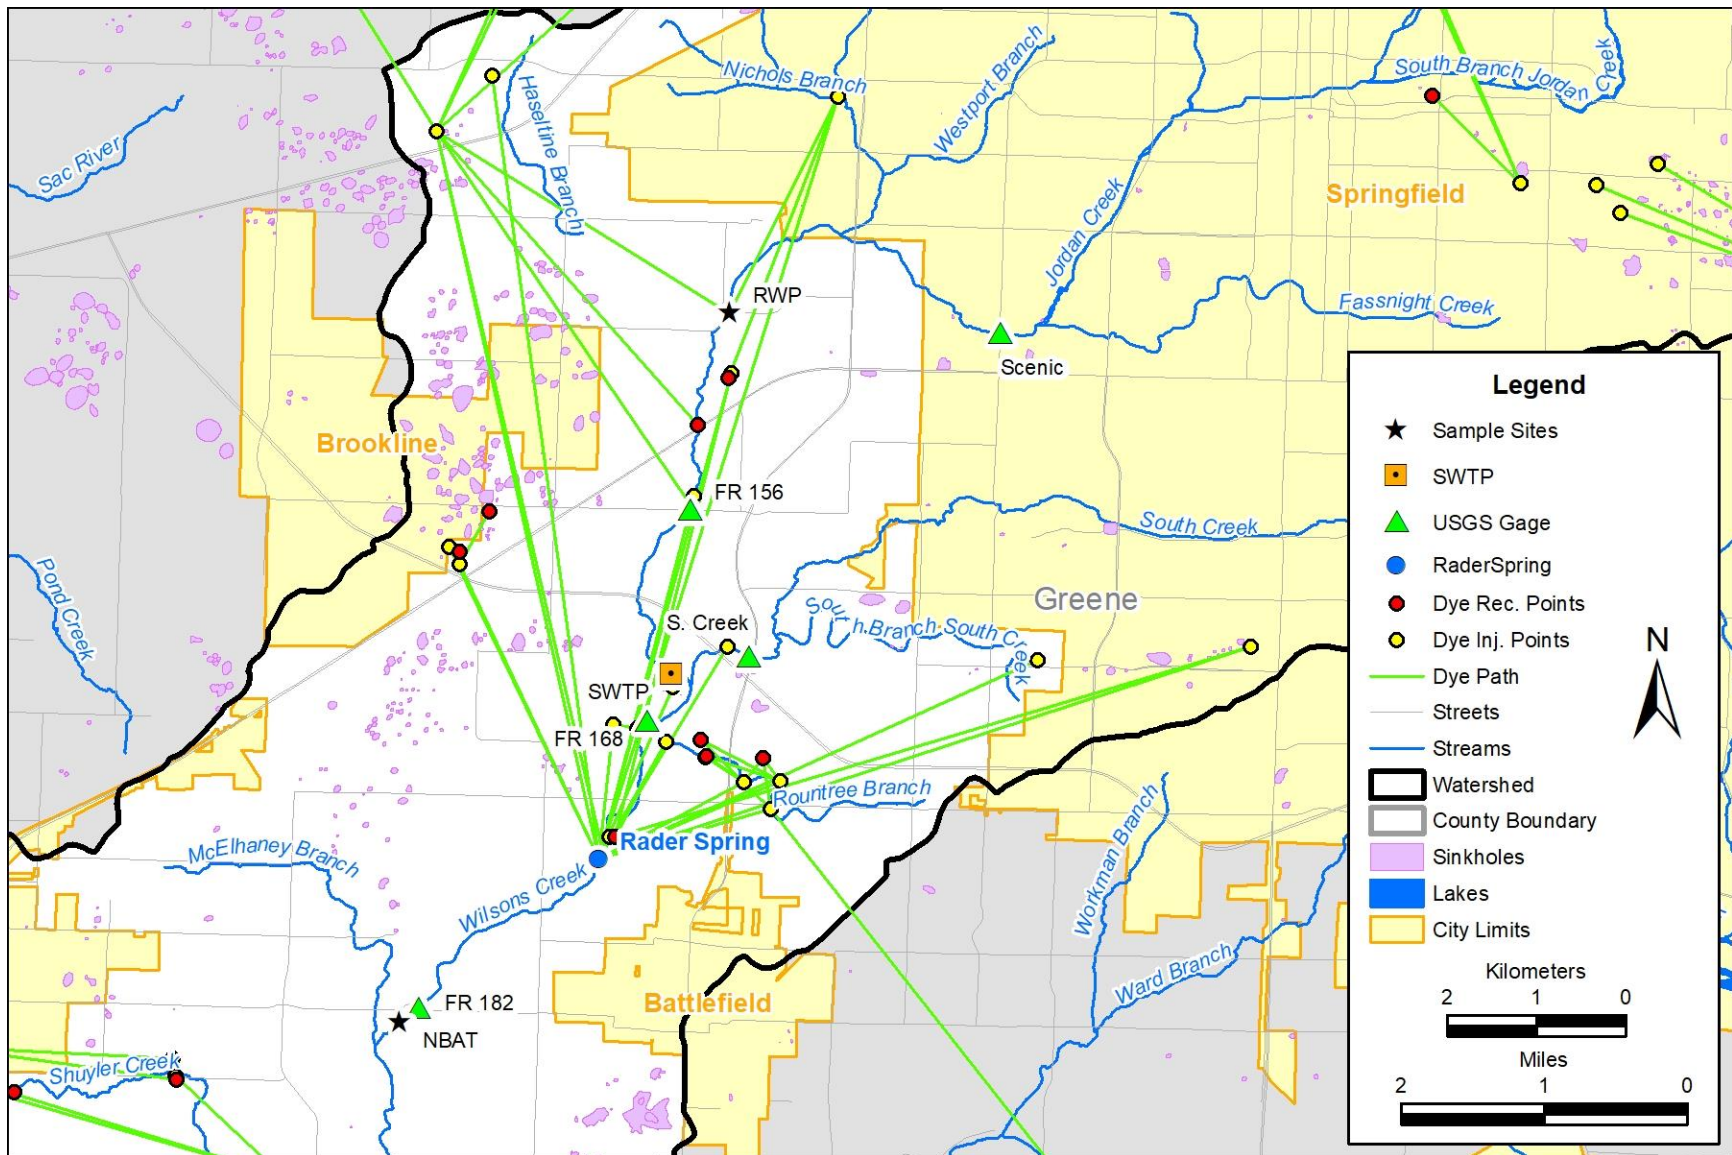 Nichols Branch
Westport Branch
South Branch Jordan
Creek
Haseltine Branch
Sac River
Springfield
Jordan Creek
RWP
Fassnight Creek
Scenic
Brookline
FR 156
South Creek
Pond Creek
Greene
South Branch South Creek
S. Creek
SWTP
FR 168
Rountree Branch
Rader Spring
McElhaney Branch
Wilsons Creek
Workman Branch
Ward Branch
Battlefield
FR 182
NBAT
Shuyler Creek
Legend
Sample Sites
SWTP
USGS Gage
RaderSpring
Dye Rec. Points
Dye Inj. Points
Dye Path
Streets
Streams
Watershed
County Boundary
Sinkholes
Lakes
City Limits
N
Kilometers
2 1 0
Miles
2 1 0